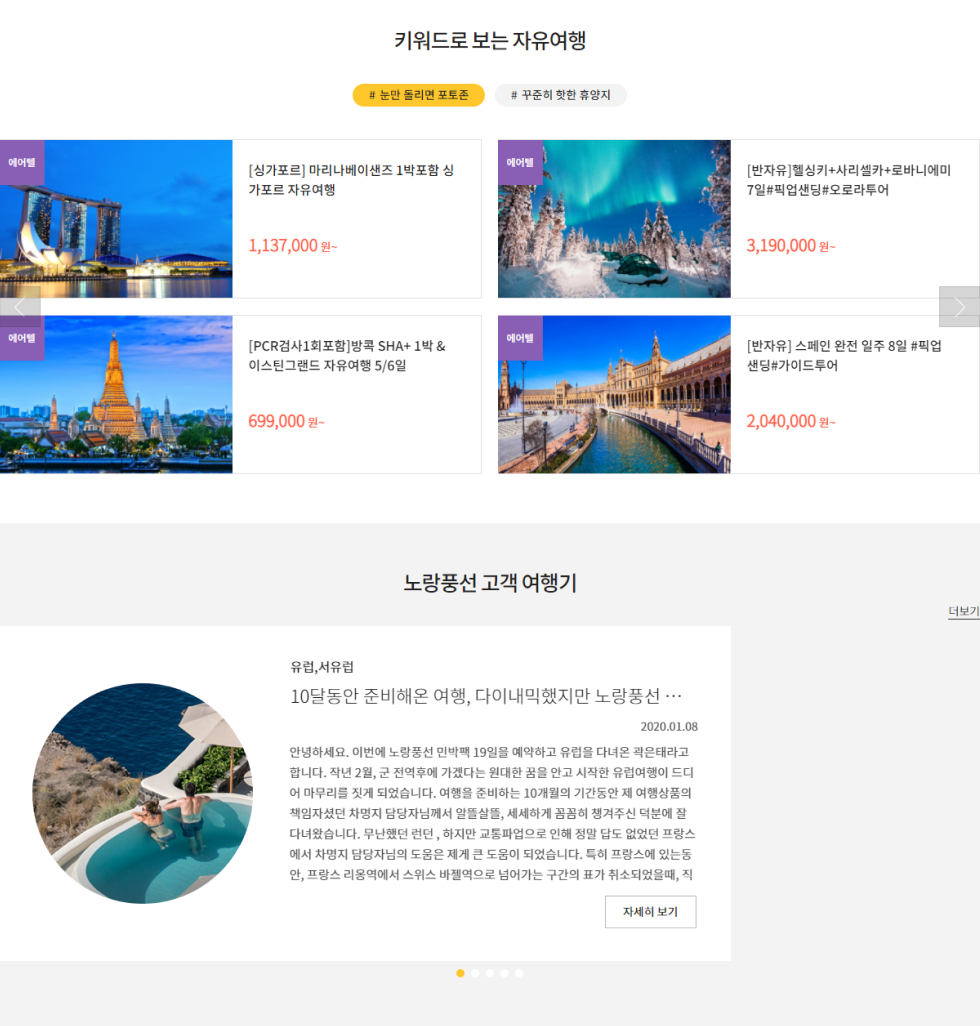 키워드로 보는 자유여행
# 눈만 돌리면 포토존
# 꾸준히 핫한 휴양지
에어텔
[싱가포르] 마리나베이샌즈 1박포함 싱
가포르 자유여행
1,137,000 원~
에어텔
[반자유]헬싱키+사리셀카+로바니에미
7일#픽업샌딩#오로라투어
3,190,000 원~
에어텔
[PCR검사1회포함]방콕 SHA+ 1박 &
이스틴그랜드 자유여행 5/6일
699,000 원~
에어텔
[반자유] 스페인 완전 일주 8일 #픽업
샌딩#가이드투어
2,040,000 원~
노랑풍선 고객 여행기
더보기
유럽,서유럽
10달동안 준비해온 여행, 다이내믹했지만 노랑풍선 …
2020.01.08
안녕하세요. 이번에 노랑풍선 민박팩 19일을 예약하고 유럽을 다녀온 곽은태라고
합니다. 작년 2월, 군 전역후에 가겠다는 원대한 꿈을 안고 시작한 유럽여행이 드디
어 마무리를 짓게 되었습니다. 여행을 준비하는 10개월의 기간동안 제 여행상품의
책임자셨던 차명지 담당자님께서 알뜰살뜰, 세세하게 꼼꼼히 챙겨주신 덕분에 잘
다녀왔습니다. 무난했던 런던 , 하지만 교통파업으로 인해 정말 답도 없었던 프랑스
에서 차명지 담당자님의 도움은 제게 큰 도움이 되었습니다. 특히 프랑스에 있는동
안, 프랑스 리옹역에서 스위스 바젤역으로 넘어가는 구간의 표가 취소되었을때, 직
자세히 보기